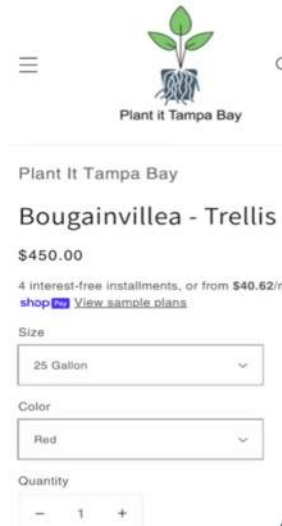 Plant it Tampa Bay
Plant It Tampa Bay
Bougainvillea - Trellis
$450.00
4 interest-free installments, or from $40.62/
shop Pay View sample plans
Size
25 Gallon
Color
Red
Quantity
- 1 +